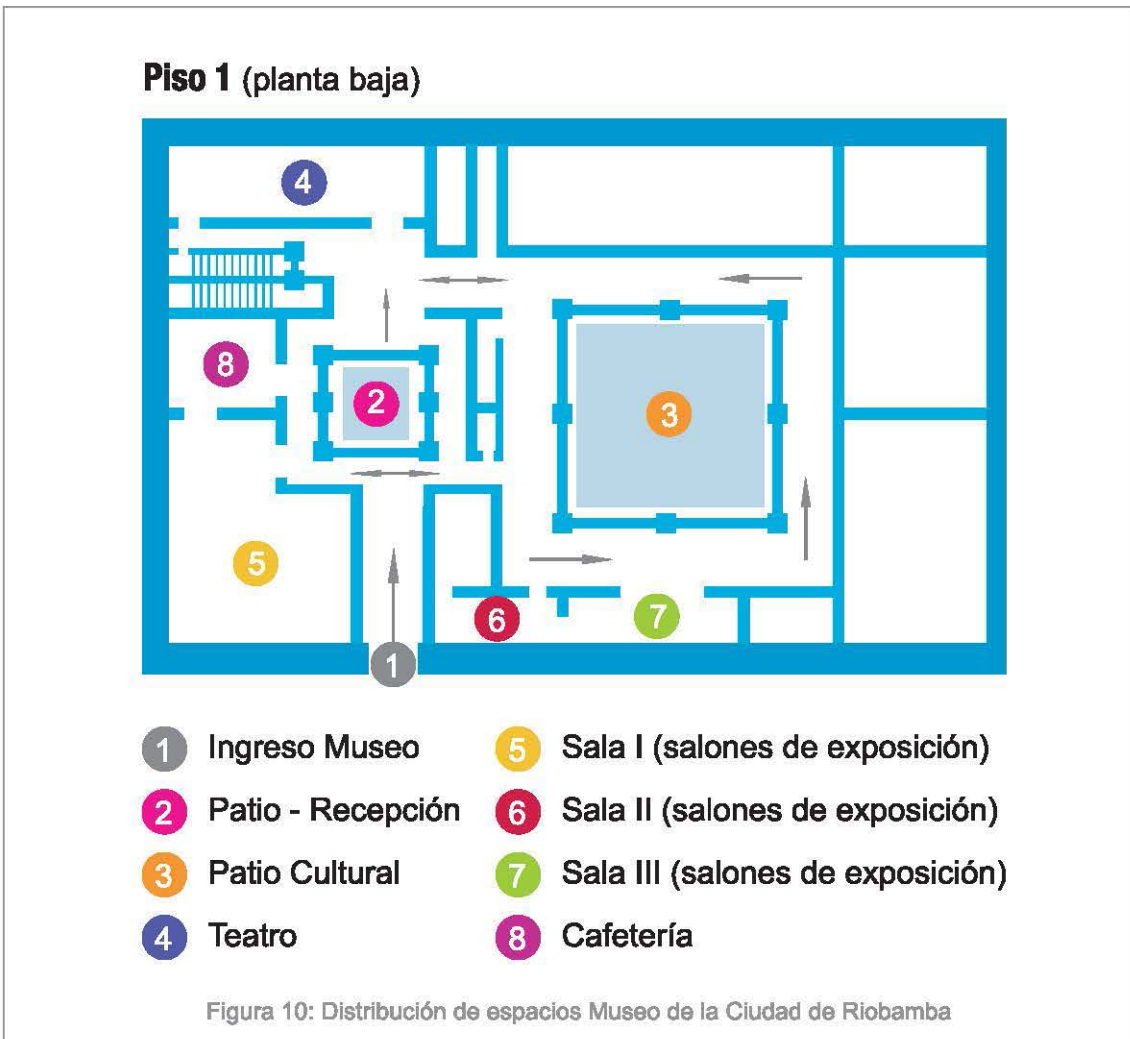 Piso 1 (planta baja)
4
8
2
3
5
6
7
1
1 Ingreso Museo
2 Patio - Recepción
3 Patio Cultural
4 Teatro
5 Sala I (salones de exposición)
6 Sala II (salones de exposición)
7 Sala III (salones de exposición)
8 Cafetería
Figura 10: Distribución de espacios Museo de la Ciudad de Riobamba